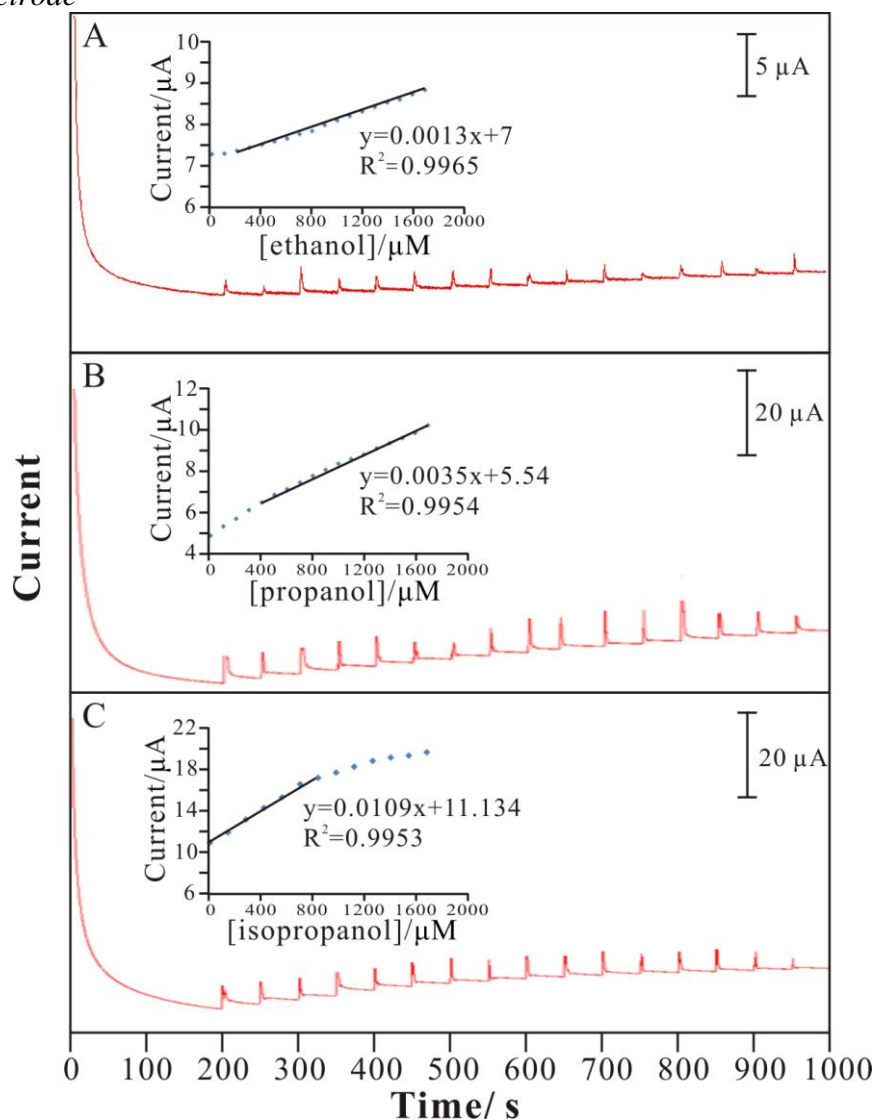 A
10
9
8
7
6
Current/μA
y=0.0013x+7
R²=0.9965
0 400 800 1200 1600 2000
[ethanol]/μM
5 μA
B
12
10
8
6
4
Current/μA
y=0.0035x+5.54
R²=0.9954
0 400 800 1200 1600 2000
[propanol]/μM
20 μA
Current
C
22
18
14
10
6
Current/μA
y=0.0109x+11.134
R²=0.9953
0 400 800 1200 1600 2000
[isopropanol]/μM
20 μA
0 100 200 300 400 500 600 700 800 900 1000
Time/ s